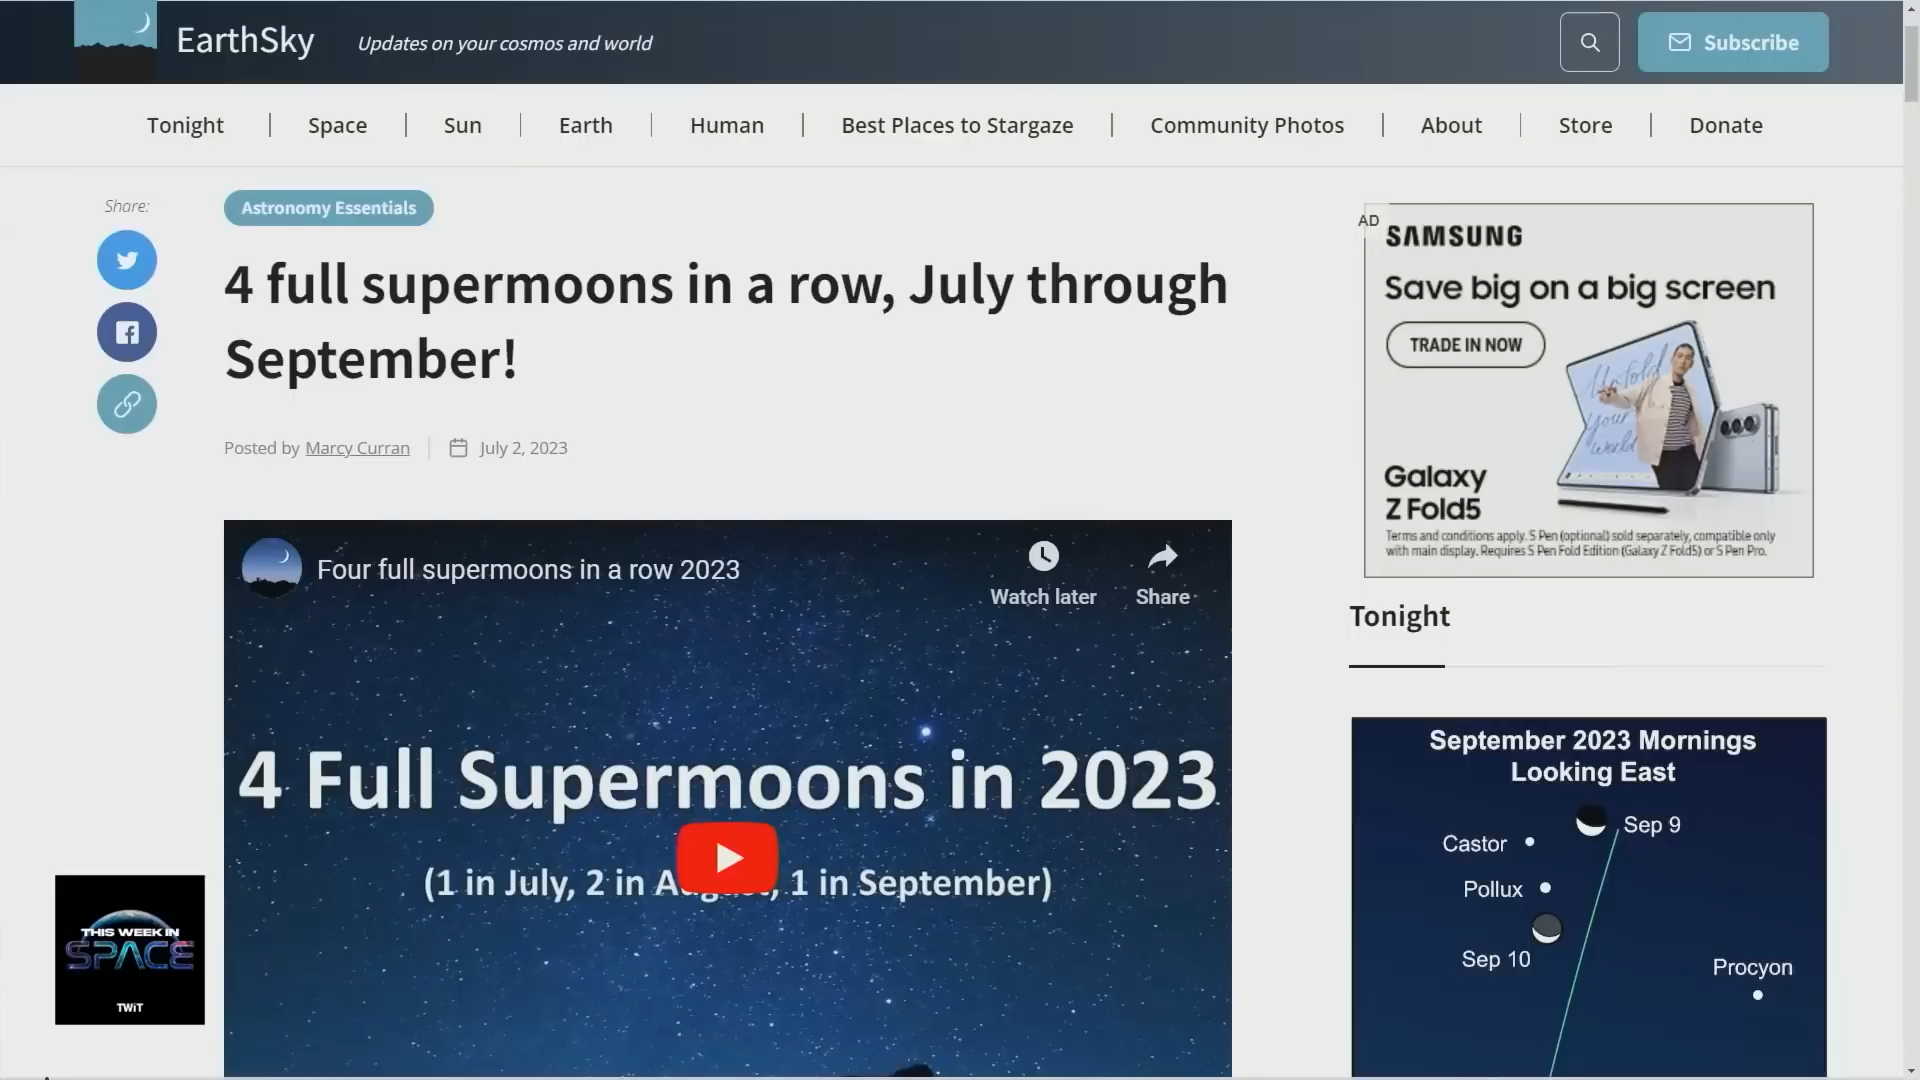 EarthSky
Updates on your cosmos and world
Subscribe
Tonight
Space
Sun
Earth
Human
Best Places to Stargaze
Community Photos
About
Store
Donate
Share:
Astronomy Essentials
4 full supermoons in a row, July through
September!
Posted by Marcy Curran
July 2, 2023
Four full supermoons in a row 2023
Watch later
Share
4 Full Supermoons in 2023
(1 in July, 2 in August, 1 in September)
THIS WEEK IN
SPACE
TWiT
AD
SAMSUNG
Save big on a big screen
TRADE IN NOW
Unfold
your
world
Galaxy
Z Fold5
Terms and conditions apply. S Pen (optional) sold separately, compatible only
with main display. Requires S Pen Fold Edition (Galaxy Z Fold5) or S Pen Pro.
Tonight
September 2023 Mornings
Looking East
Sep 9
Castor
Pollux
Sep 10
Procyon